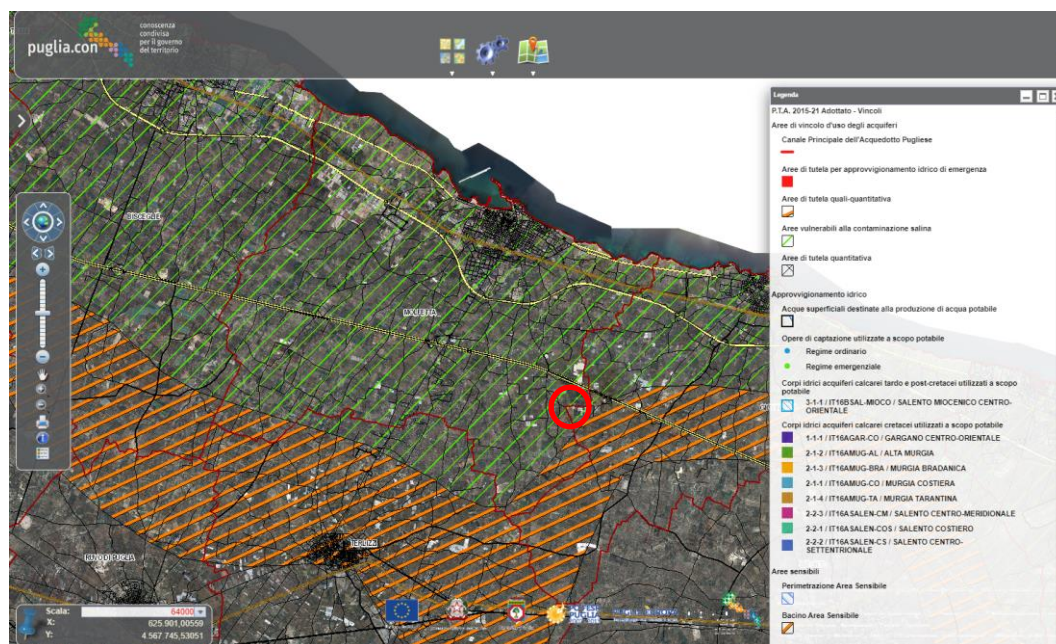 puglia.con
conoscenza
condivisa
per il governo
del territorio
Legenda
P.T.A. 2015-21 Adottato - Vincoli
Aree di vincolo d'uso degli acquiferi
Canale Principale dell'Acquedotto Pugliese
Aree di tutela per approvvigionamento idrico di emergenza
Aree di tutela quali-quantitativa
Aree vulnerabili alla contaminazione salina
Aree di tutela quantitativa
Approvvigionamento idrico
Acque superficiali destinate alla produzione di acqua potabile
Opere di captazione utilizzate a scopo potabile
Regime ordinario
Regime emergenziale
Corpi idrici acquiferi calcarei tardo e post-cretacei utilizzati a scopo
potabile
3-1-1 / IT16BSAL-MIOCO / SALENTO MIOCENICO CENTRO-
ORIENTALE
Corpi idrici acquiferi calcarei cretacei utilizzati a scopo potabile
1-1-1 / IT16AGAR-CO / GARGANO CENTRO-ORIENTALE
2-1-2 / IT16AMUG-AL / ALTA MURGIA
2-1-3 / IT16AMUG-BRA / MURGIA BRADANICA
2-1-1 / IT16AMUG-CO / MURGIA COSTIERA
2-1-4 / IT16AMUG-TA / MURGIA TARANTINA
2-2-3 / IT16ASALEN-CM / SALENTO CENTRO-MERIDIONALE
2-2-1 / IT16ASALEN-COS / SALENTO COSTIERO
2-2-2 / IT16ASALEN-CS / SALENTO CENTRO-
SETTENTRIONALE
Aree sensibili
Perimetrazione Area Sensibile
Bacino Area Sensibile
BISCEGLIE
MOLFETTA
TERLIZZI
RUVO DI PUGLIA
Scala: 64000
X: 625.901,00559
Y: 4.567.745,53051